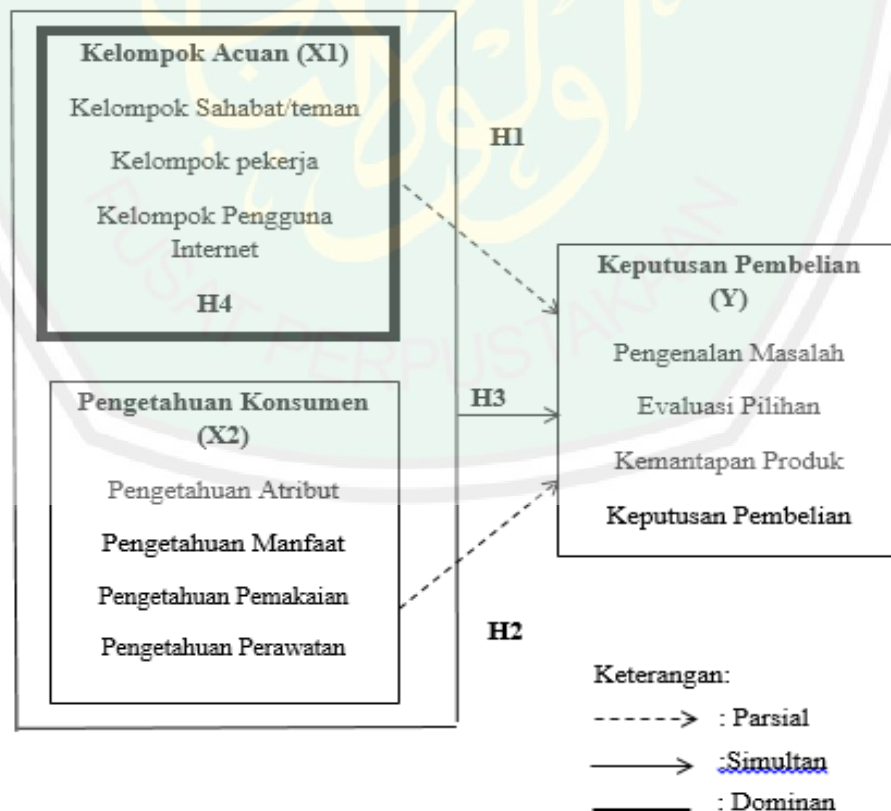 Kelompok Acuan (X1)
Kelompok Sahabat/teman
Kelompok pekerja
Kelompok Pengguna
Internet
H4
Pengetahuan Konsumen
(X2)
Pengetahuan Atribut
Pengetahuan Manfaat
Pengetahuan Pemakaian
Pengetahuan Perawatan
H1
H3
H2
Keputusan Pembelian
(Y)
Pengenalan Masalah
Evaluasi Pilihan
Kemantapan Produk
Keputusan Pembelian
Keterangan:
: Parsial
:Simultan
: Dominan
PUSAT PERPUSTAKAAN